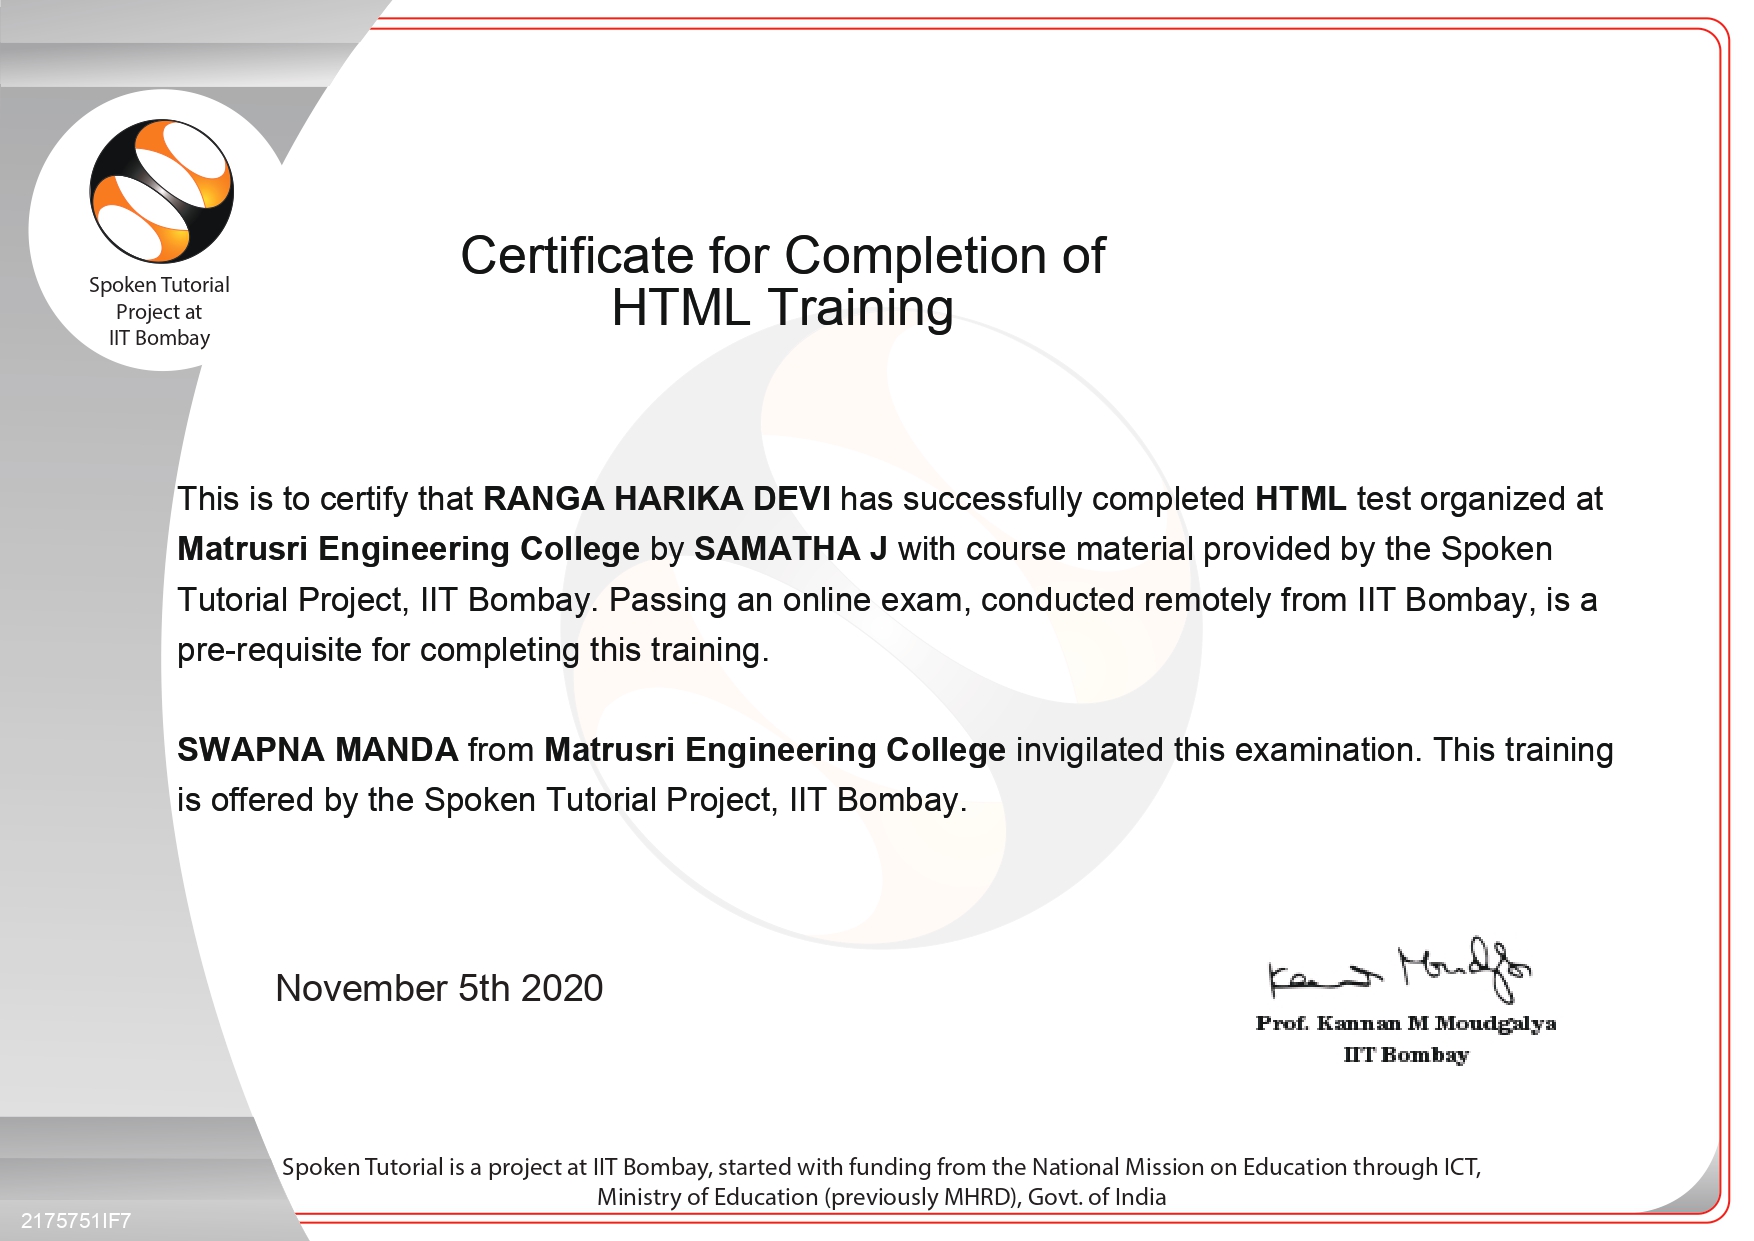 Spoken Tutorial
Project at
IIT Bombay
Certificate for Completion of
HTML Training
This is to certify that RANGA HARIKA DEVI has successfully completed HTML test organized at
Matrusri Engineering College by SAMATHA J with course material provided by the Spoken
Tutorial Project, IIT Bombay. Passing an online exam, conducted remotely from IIT Bombay, is a
pre-requisite for completing this training.
SWAPNA MANDA from Matrusri Engineering College invigilated this examination. This training
is offered by the Spoken Tutorial Project, IIT Bombay.
November 5th 2020
Kannan Moudgalya
Prof. Kannan M Moudgalya
IIT Bombay
Spoken Tutorial is a project at IIT Bombay, started with funding from the National Mission on Education through ICT,
Ministry of Education (previously MHRD), Govt. of India
2175751IF7